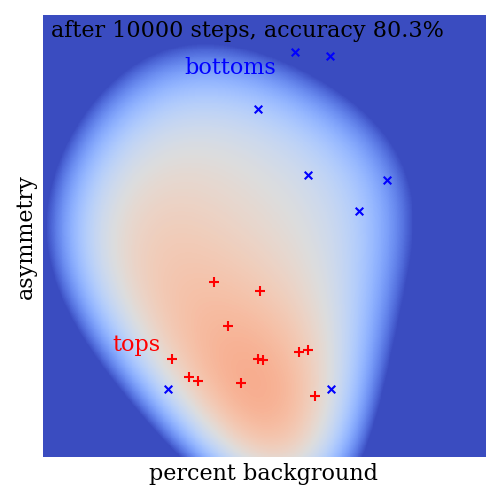 after 10000 steps, accuracy 80.3%
bottoms
asymmetry
tops
percent background